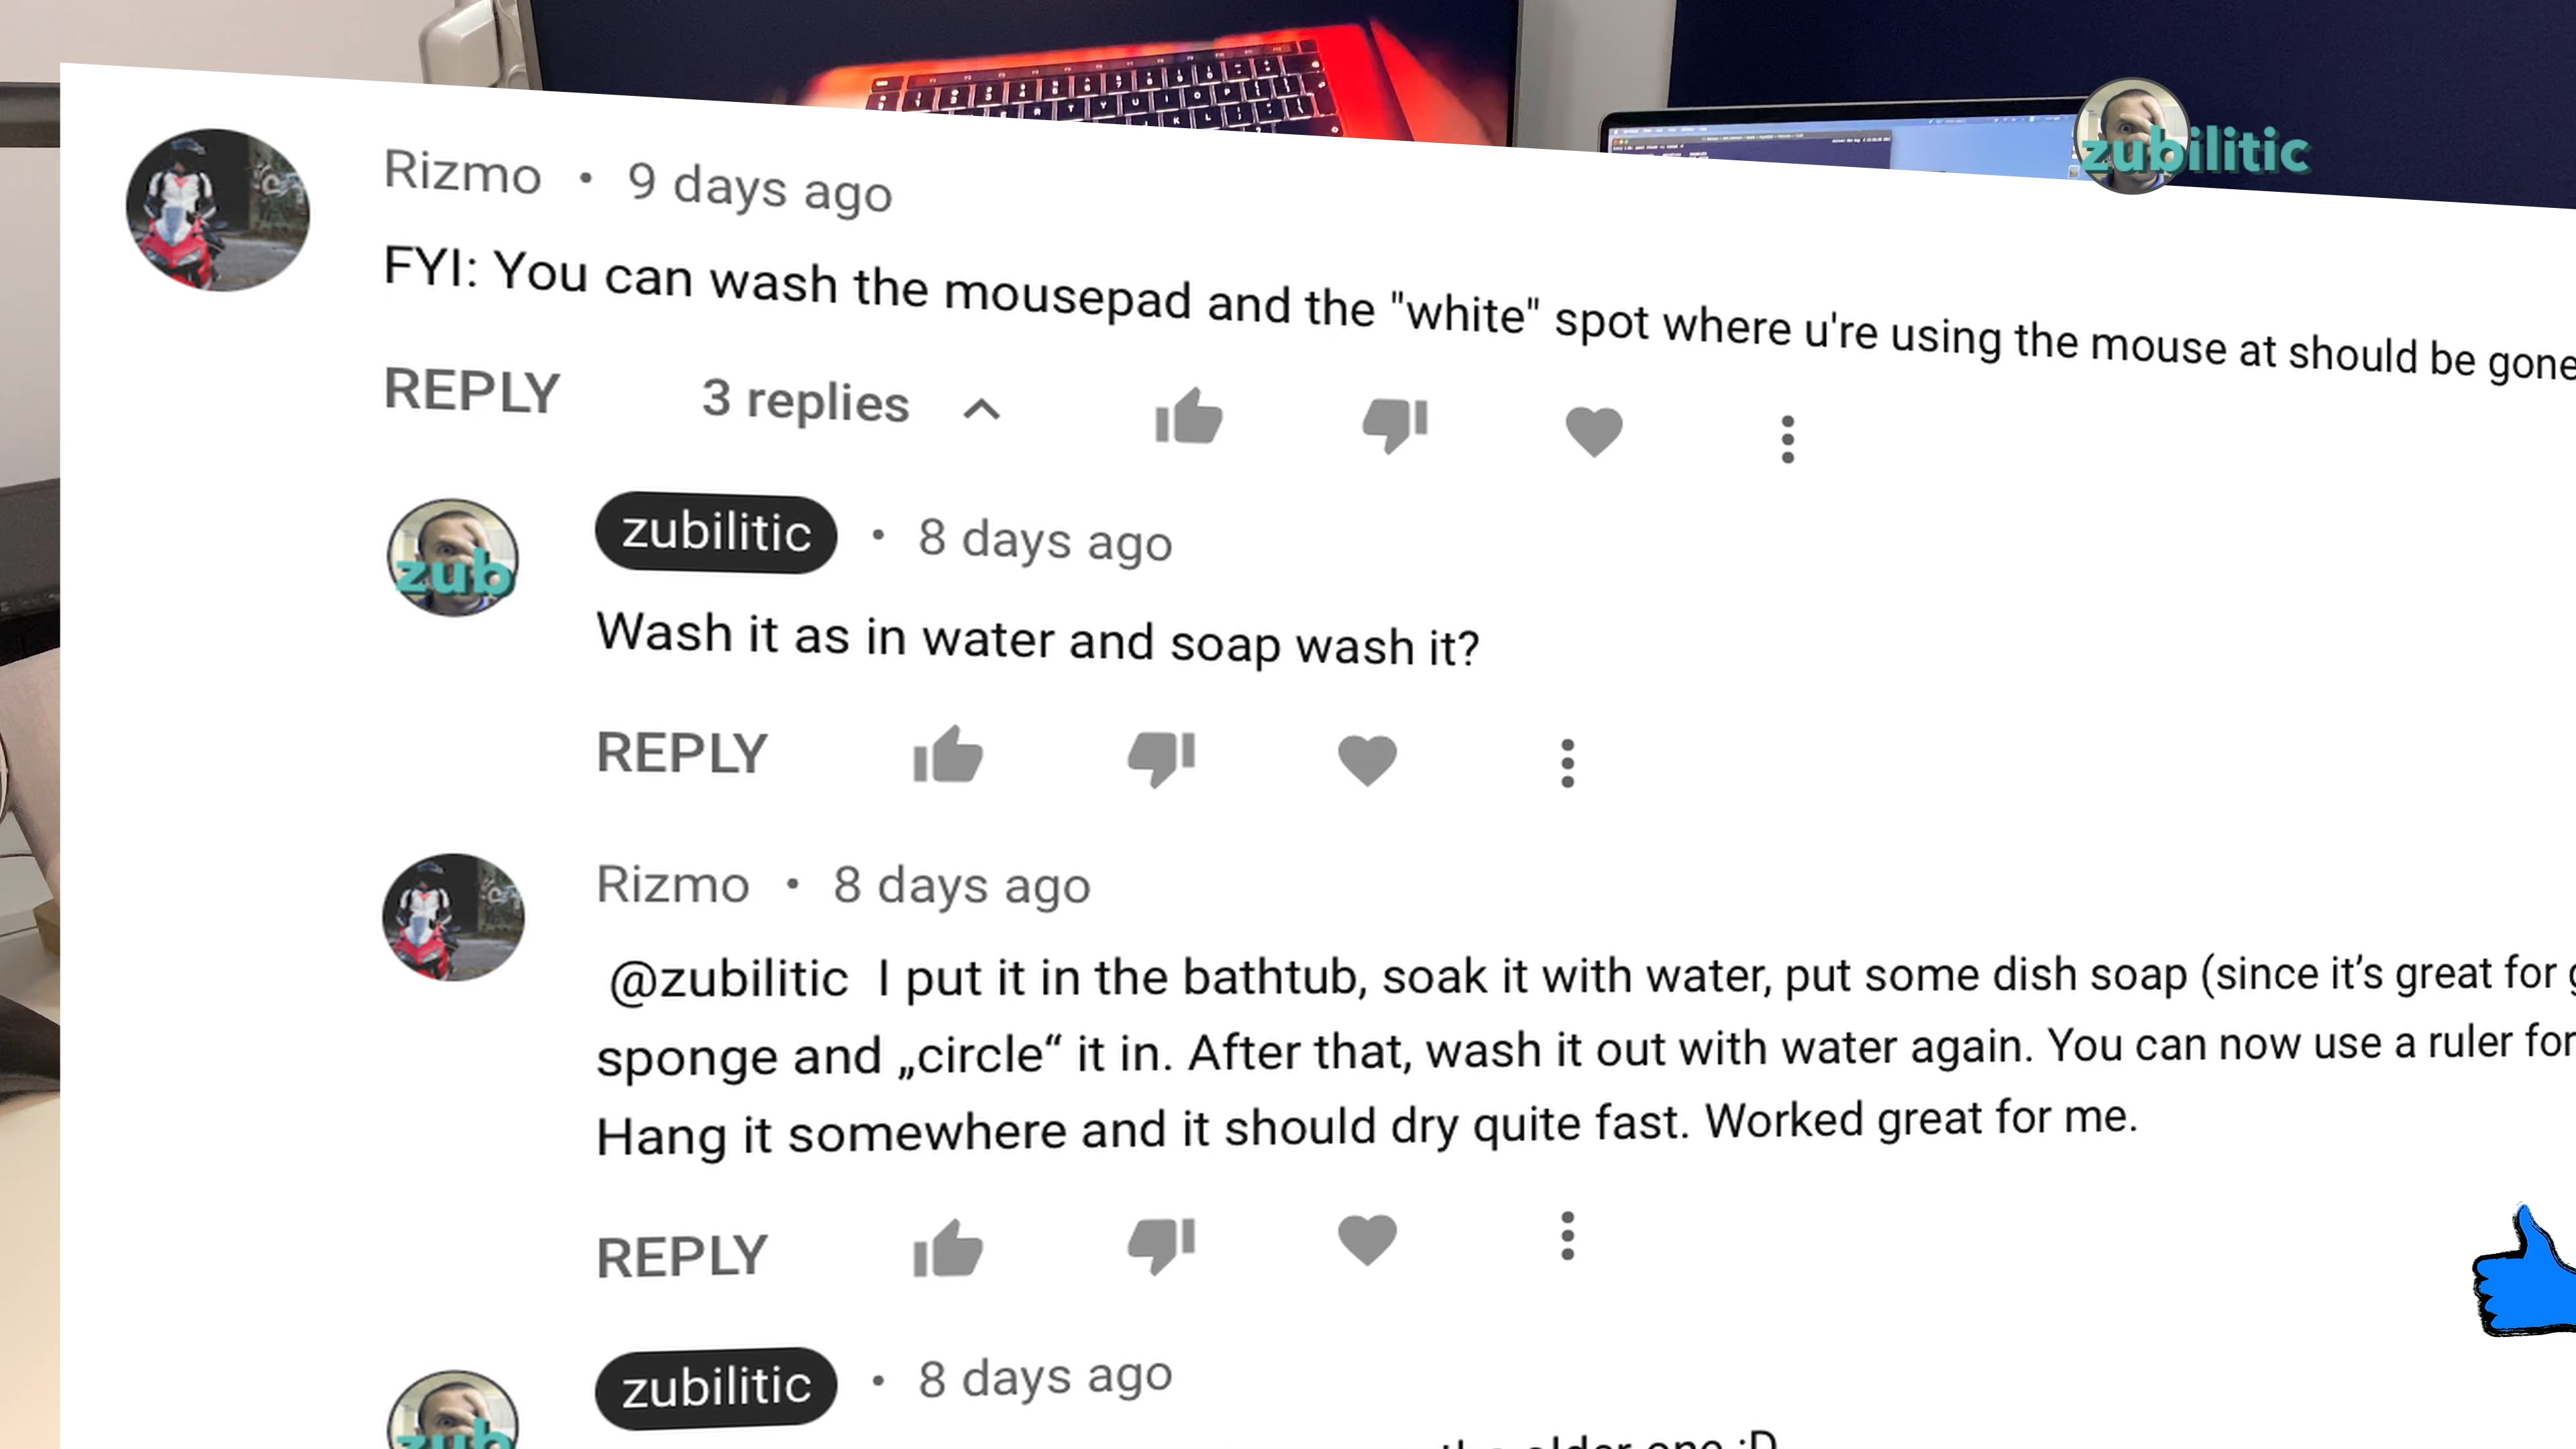 zubilitic
Rizmo • 9 days ago
FYI: You can wash the mousepad and the "white" spot where u're using the mouse at should be gone
REPLY 3 replies
zub
zubilitic • 8 days ago
Wash it as in water and soap wash it?
REPLY
Rizmo • 8 days ago
@zubilitic I put it in the bathtub, soak it with water, put some dish soap (since it’s great for
sponge and „circle“ it in. After that, wash it out with water again. You can now use a ruler for
Hang it somewhere and it should dry quite fast. Worked great for me.
REPLY
zub
zubilitic • 8 days ago
the older one :D